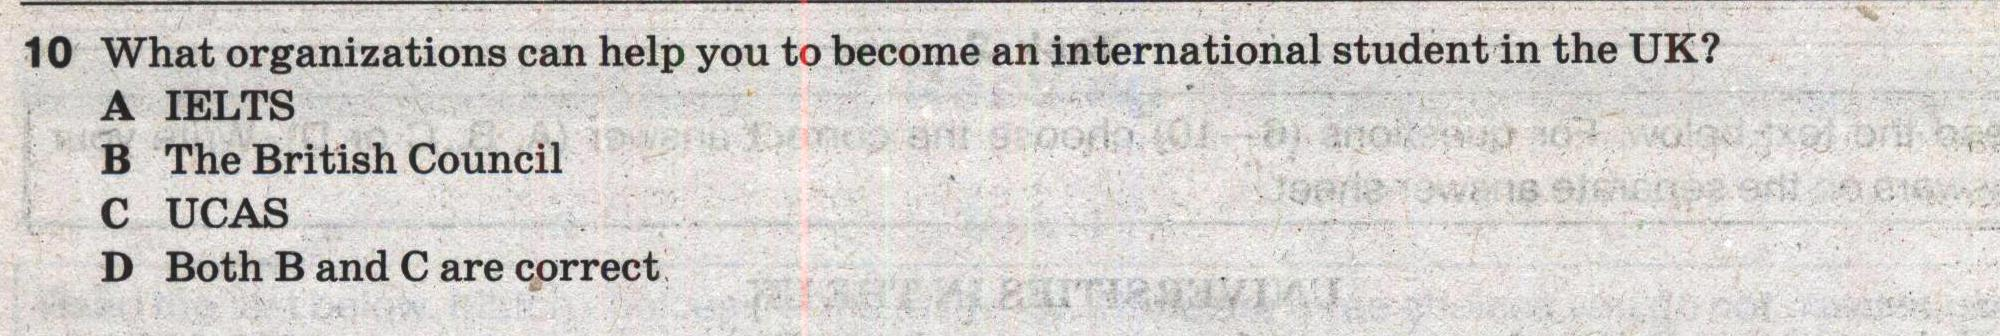 10 What organizations can help you to become an international student in the UK?
A IELTS
B The British Council
C UCAS
D Both B and C are correct